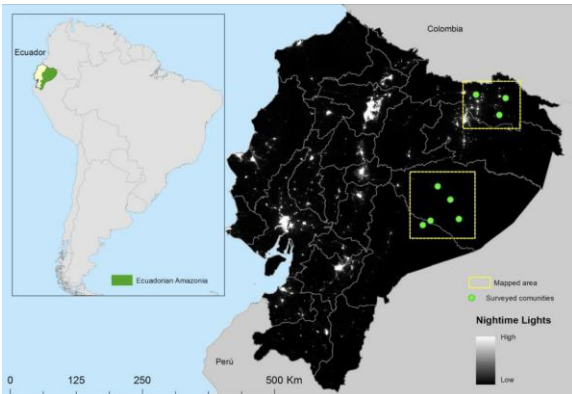 Colombia
Ecuador
Ecuadorian Amazonia
Mapped area
Surveyed comunities
Nightime Lights
High
Low
Perú
0 125 250 500 Km